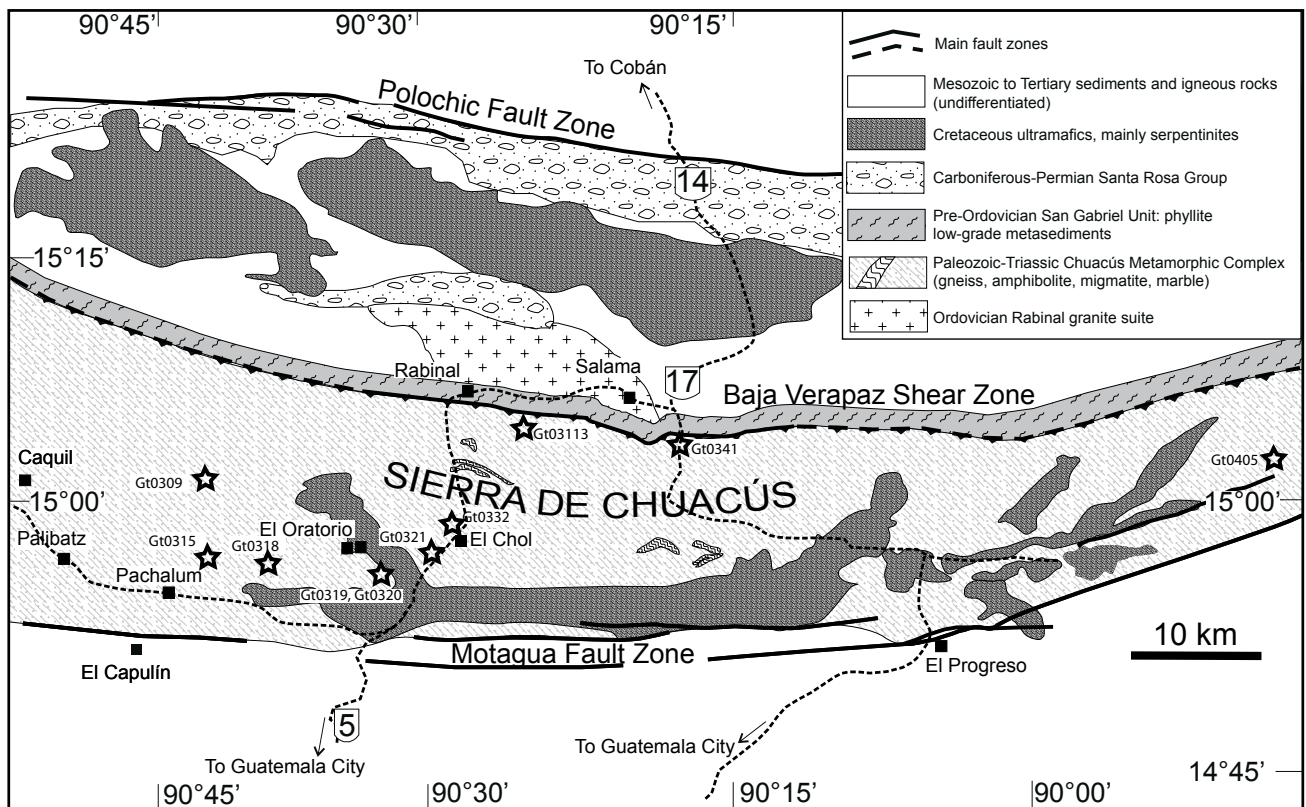 90°45’
90°30’
90°15’
To Cobán
Polochic Fault Zone
14
Main fault zones
Mesozoic to Tertiary sediments and igneous rocks
(undifferentiated)
Cretaceous ultramafics, mainly serpentinites
Carboniferous-Permian Santa Rosa Group
Pre-Ordovician San Gabriel Unit: phyllite
low-grade metasediments
Paleozoic-Triassic Chuacús Metamorphic Complex
(gneiss, amphibolite, migmatite, marble)
Ordovician Rabinal granite suite
15°15’
Rabinal
Salama
17
Baja Verapaz Shear Zone
Gt03113
Gt0341
Gt0405
Caquil
Gt0309
SIERRA DE CHUACÚS
15°00’
15°00’
Gt0332
El Oratorio
Gt0321
El Chol
Gt0315
Gt0318
Palibatz
Pachalum
Gt0319, Gt0320
10 km
Motagua Fault Zone
El Capulín
El Progreso
5
To Guatemala City
To Guatemala City
14°45’
90°45’
90°30’
90°15’
90°00’